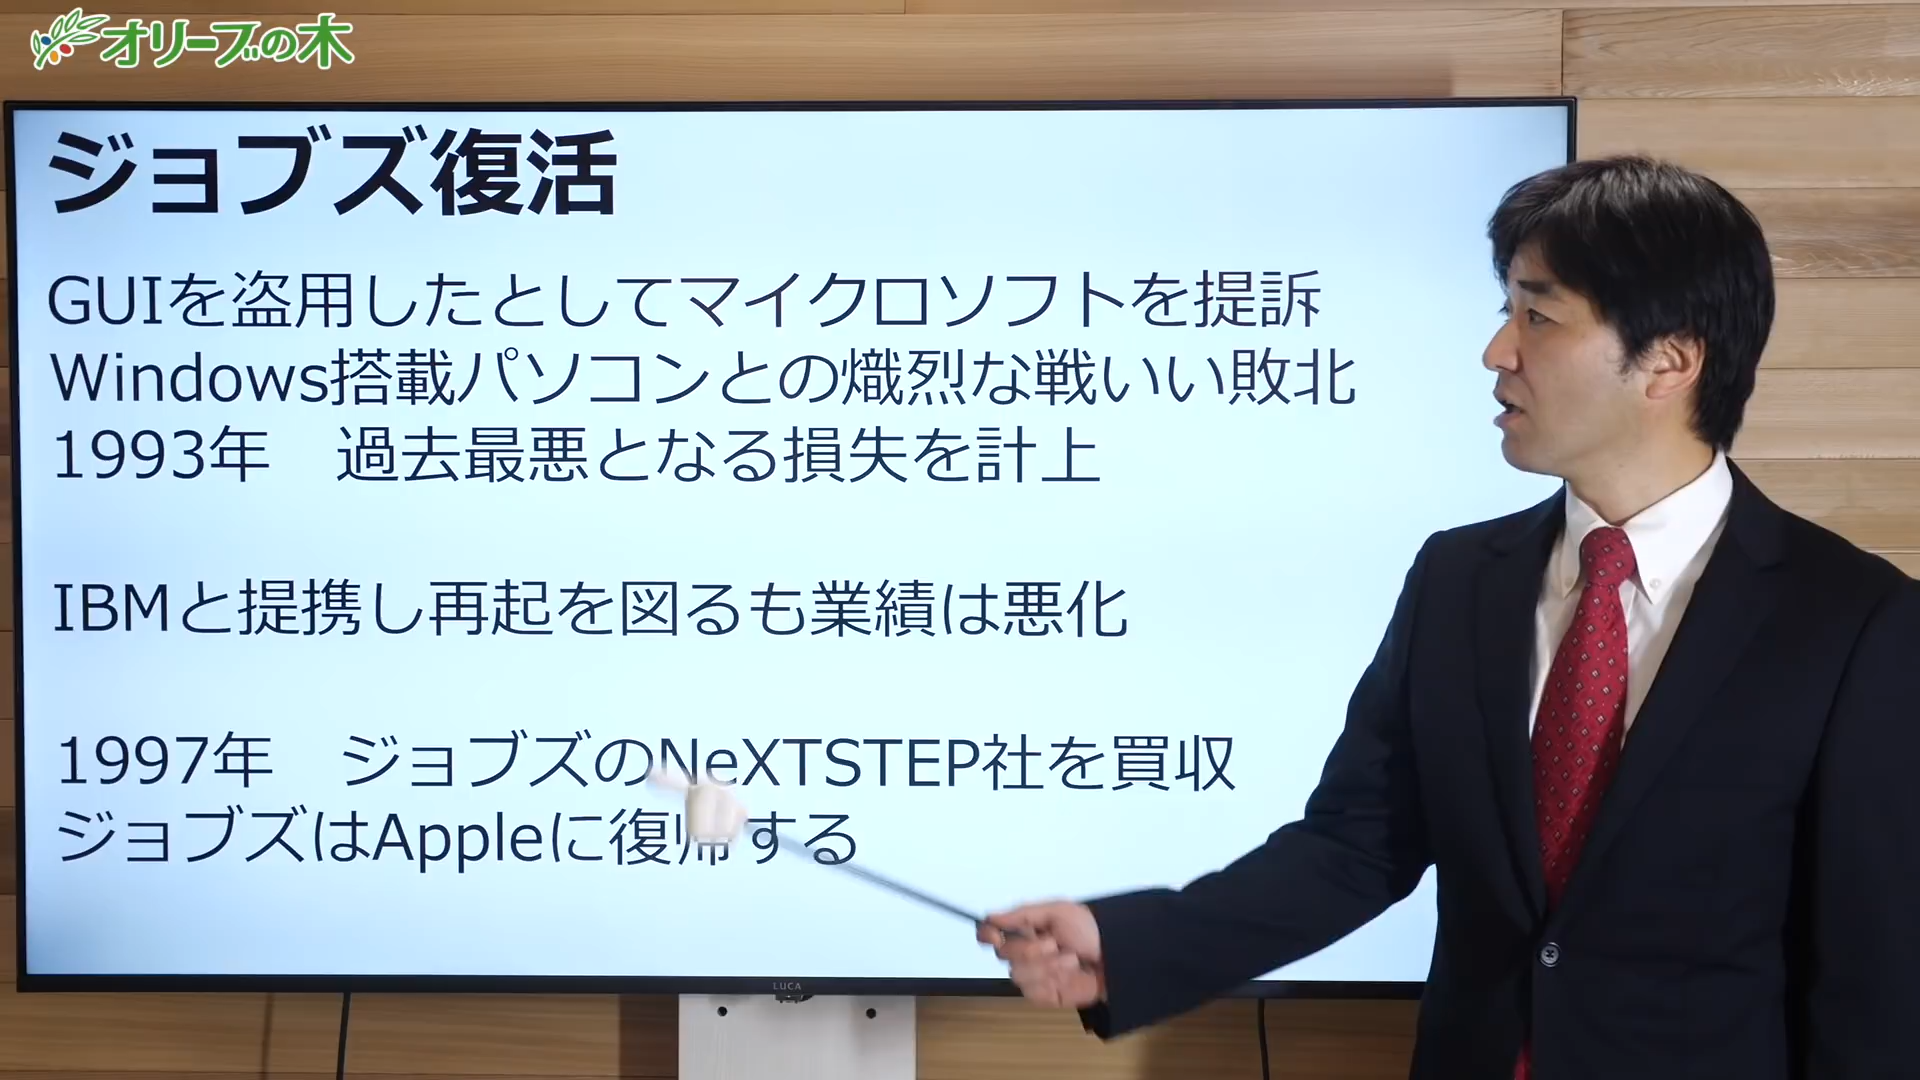 オリーブの木
ジョブズ復活
GUIを盗用したとしてマイクロソフトを提訴
Windows搭載パソコンとの熾烈な戦いい敗北
1993年　過去最悪となる損失を計上
IBMと提携し再起を図るも業績は悪化
1997年　ジョブズのNeXTSTEP社を買収
ジョブズはAppleに復帰する
LUCA